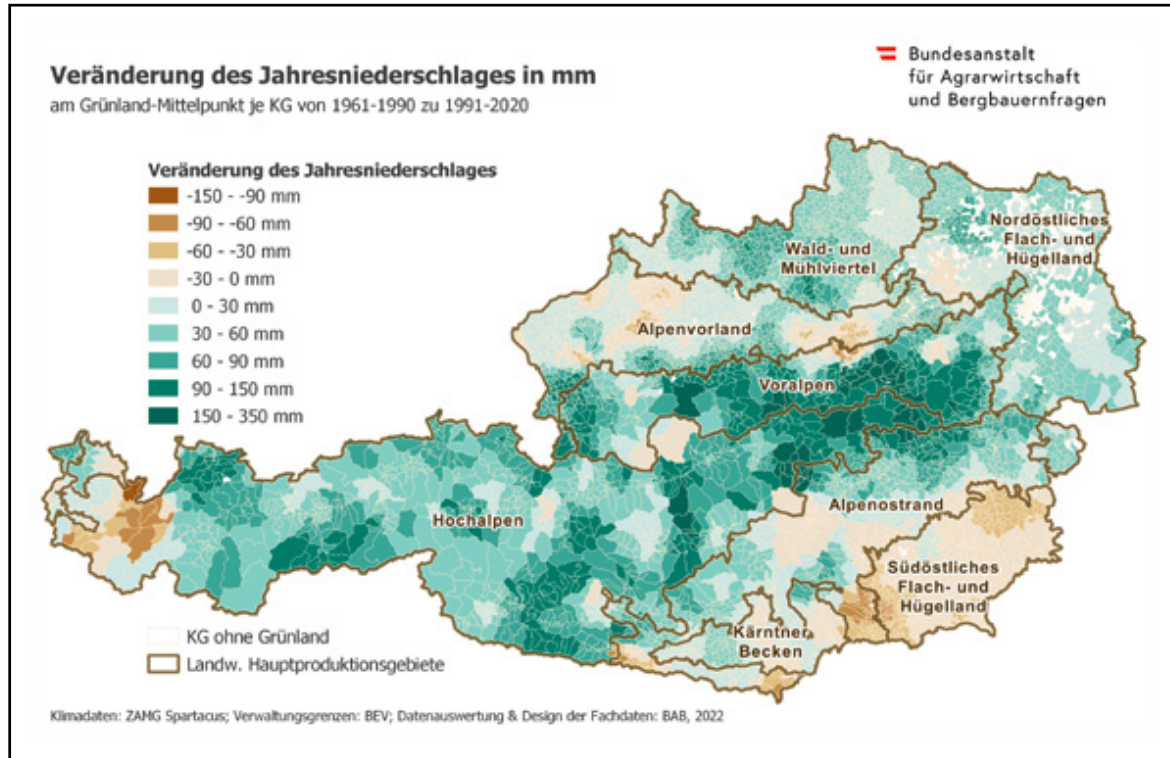 Bundesanstalt
für Agrarwirtschaft
und Bergbauernfragen
Veränderung des Jahresniederschlages in mm
am Grünland-Mittelpunkt je KG von 1961-1990 zu 1991-2020
Veränderung des Jahresniederschlages
-150 - -90 mm
-90 - -60 mm
-60 - -30 mm
-30 - 0 mm
0 - 30 mm
30 - 60 mm
60 - 90 mm
90 - 150 mm
150 - 350 mm
Nordöstliches
Flach- und
Hügelland
Wald- und
Mühlviertel
Alpenvorland
Voralpen
Hochalpen
Alpenostrand
Südöstliches
Flach- und
Hügelland
Kärntner
Becken
KG ohne Grünland
Landw. Hauptproduktionsgebiete
Klimadaten: ZAMG Spartacus; Verwaltungsgrenzen: BEV; Datenauswertung & Design der Fachdaten: BAB, 2022